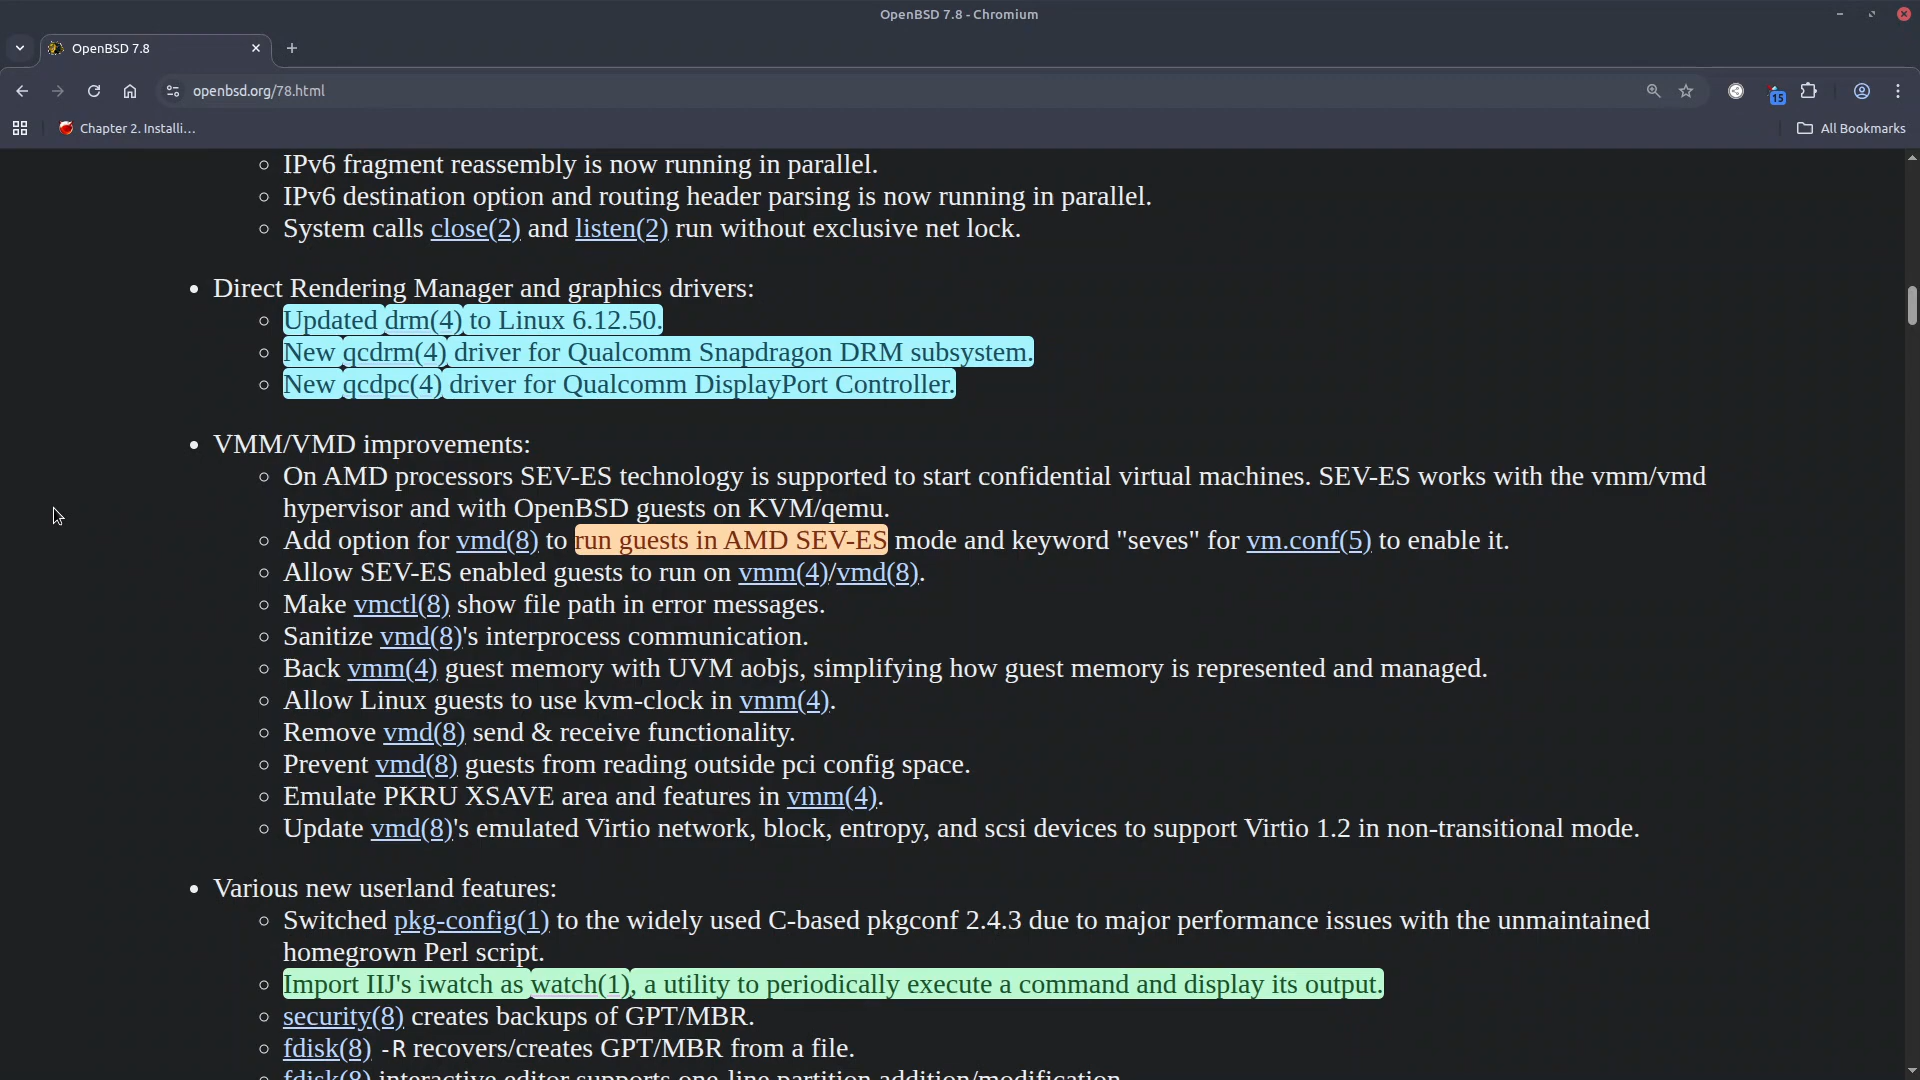 OpenBSD 7.8 - Chromium
OpenBSD 7.8
openbsd.org/78.html
15
Chapter 2. Installi...
All Bookmarks
IPv6 fragment reassembly is now running in parallel.
IPv6 destination option and routing header parsing is now running in parallel.
System calls close(2) and listen(2) run without exclusive net lock.
Direct Rendering Manager and graphics drivers:
Updated drm(4) to Linux 6.12.50.
New qcdrm(4) driver for Qualcomm Snapdragon DRM subsystem.
New qcdpc(4) driver for Qualcomm DisplayPort Controller.
VMM/VMD improvements:
On AMD processors SEV-ES technology is supported to start confidential virtual machines. SEV-ES works with the vmm/vmd
hypervisor and with OpenBSD guests on KVM/qemu.
Add option for vmd(8) to run guests in AMD SEV-ES mode and keyword "seves" for vm.conf(5) to enable it.
Allow SEV-ES enabled guests to run on vmm(4)/vmd(8).
Make vmctl(8) show file path in error messages.
Sanitize vmd(8)'s interprocess communication.
Back vmm(4) guest memory with UVM aobjs, simplifying how guest memory is represented and managed.
Allow Linux guests to use kvm-clock in vmm(4).
Remove vmd(8) send & receive functionality.
Prevent vmd(8) guests from reading outside pci config space.
Emulate PKRU XSAVE area and features in vmm(4).
Update vmd(8)'s emulated Virtio network, block, entropy, and scsi devices to support Virtio 1.2 in non-transitional mode.
Various new userland features:
Switched pkg-config(1) to the widely used C-based pkgconf 2.4.3 due to major performance issues with the unmaintained
homegrown Perl script.
Import IIJ's iwatch as watch(1), a utility to periodically execute a command and display its output.
security(8) creates backups of GPT/MBR.
fdisk(8) -R recovers/creates GPT/MBR from a file.
fdisk(8) interactive editor supports one-line partition addition/modification.